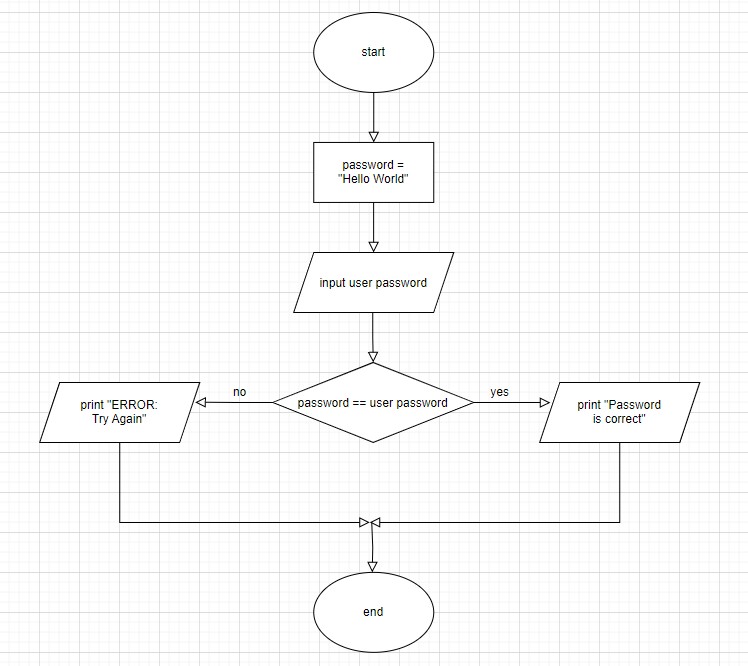 start
password =
"Hello World"
input user password
no
password == user password
yes
print "ERROR:
Try Again"
print "Password
is correct"
end